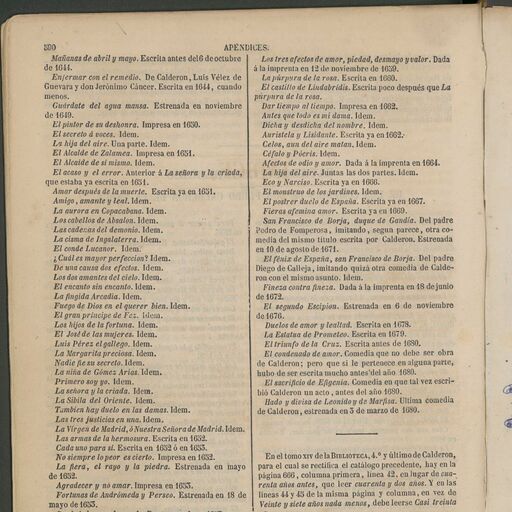 590
APÉNDICES.
Mañanas de abril y mayo. Escrita antes del 6 de octubre
de 1644.
Enfermar con el remedio. De Calderon, Luis Vélez de
Guevara y don Jerónimo Cáncer. Escrita en 1644, cuando
menos.
Guárdate del agua mansa. Estrenada en noviembre
de 1649.
El pintor de su deshonra. Impresa en 1650.
El secreto á voces. Idem.
La hija del aire. Una parte. Idem.
El Alcalde de Zalamea. Impresa en 1651.
El Alcaide de si mismo. Idem.
El acaso y el error. Anterior á La señora y la criada,
que estaba ya escrita en 1651.
Amar despues de la muerte. Escrita ya en 1651.
Amigo, amante y leal. Idem.
La aurora en Copacabana. Idem.
Los cabellos de Absalon. Idem.
Las cadenas del demonio. Idem.
La cisma de Ingalaterra. Idem.
El conde Lucanor. Idem.
¿Cuál es mayor perfeccion? Idem.
De una causa dos efectos. Idem.
Los dos amantes del cielo. Idem.
El encanto sin encanto. Idem.
La fingida Arcadia. Idem.
Fuego de Dios en el querer bien. Idem.
El gran príncipe de Fez. Idem.
Los hijos de la fortuna. Idem.
El José de las mujeres. Idem.
Luis Pérez el gallego. Idem.
La Margarita preciosa. Idem.
Nadie fie su secreto. Idem.
La niña de Gómez Arias. Idem.
Primero soy yo. Idem.
La señora y la criada. Idem.
La Sibila del Oriente. Idem.
Tambien hay duelo en las damas. Idem.
Las tres justicias en una. Idem.
La Vírgen de Madrid, ó Nuestra Señora de Madrid. Idem.
Las armas de la hermosura. Escrita en 1652.
Cada uno para sí. Escrita en 1652 ó en 1653.
No siempre lo peor es cierto. Impresa en 1652.
La fiera, el rayo y la piedra. Estrenada en mayo
de 1652.
Agradecer y no amar. Impresa en 1653.
Fortunas de Andrómeda y Perseo. Estrenada en 18 de
mayo de 1653.
Los tres afectos de amor, piedad, desmayo y valor. Dada
á la imprenta en 12 de noviembre de 1659.
La púrpura de la rosa. Escrita en 1660.
El castillo de Lindabridis. Escrita poco después que La
púrpura de la rosa.
Dar tiempo al tiempo. Impresa en 1662.
Antes que todo es mi dama. Idem.
Dicha y desdicha del nombre. Idem.
Auristela y Lisidante. Escrita ya en 1662.
Celos, aun del aire matan. Idem.
Céfalo y Pócris. Idem.
Afectos de odio y amor. Dada á la imprenta en 1664.
La hija del aire. Juntas las dos partes. Idem.
Eco y Narciso. Escrita ya en 1666.
El monstruo de los jardines. Idem.
El postrer duelo de España. Escrita ya en 1667.
Fieras afemina amor. Escrita ya en 1669.
San Francisco de Borja, duque de Gandía. Del padre
Pedro de Fomperosa, imitando, segun parece, otra co-
media del mismo título escrita por Calderon. Estrenada
en 10 de agosto de 1671.
El fénix de España, san Francisco de Borja. Del padre
Diego de Calleja, imitando quizá otra comedia de Calde-
ron con el mismo asunto. Idem.
Fineza contra fineza. Dada á la imprenta en 18 de junio
de 1672.
El segundo Escipion. Estrenada en 6 de noviembre
de 1676.
Duelos de amor y lealtad. Escrita en 1678.
La Estatua de Prometeo. Escrita en 1679.
El triunfo de la Cruz. Escrita antes de 1680.
El condenado de amor. Comedia que no debe ser obra
de Calderon; pero que si le pertenece en alguna parte,
hubo de ser escrita mucho antes del año 1680.
El sacrificio de Efigenia. Comedia en que tal vez escri-
bió Calderon un acto, antes del año 1680.
Hado y divisa de Leonido y de Marfisa. Ultima comedia
de Calderon, estrenada en 3 de marzo de 1680.
En el tomo XIV de la BIBLIOTECA, 4.º y último de Calderon,
para el cual se rectifica el catálogo precedente, hay en la
página 666, columna primera, línea 42, en lugar de cua-
renta años antes, que leer cuarenta y dos años. Y en las
líneas 44 y 45 de la misma página y columna, en vez de
Veinte y siete años nada menos, debe leerse Casi treinta